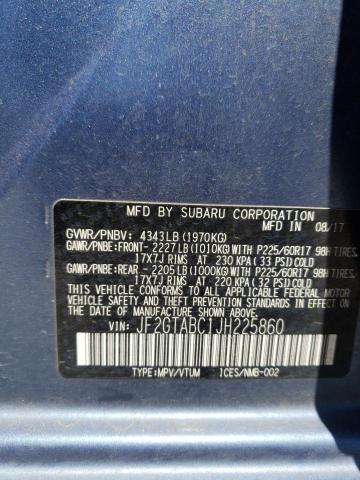 MFD BY SUBARU CORPORATION
MFD IN 08/17
GVWR/PNBV: 4343LB (1970KG)
GAWR/PNBE:FRONT- 2227LB (1010KG)WITH P225/60R17 98H TIRES
17X7J RIMS AT 230 KPA (33 PSI) COLD
GAWR/PNBE:REAR - 2205LB (1000KG)WITH P225/60R17 98H TIRES
17X7J RIMS AT 220 KPA (32 PSI) COLD
THIS VEHICLE CONFORMS TO ALL APPLICABLE FEDERAL MOTOR
VEHICLE SAFETY AND BUMPER STANDARDS IN EFFECT ON THE
DATE OF MANUFACTURE SHOWN ABOVE.
VIN: JF2GTABC1JH225860
TYPE:MPV/VTUM ICES/NMB-002